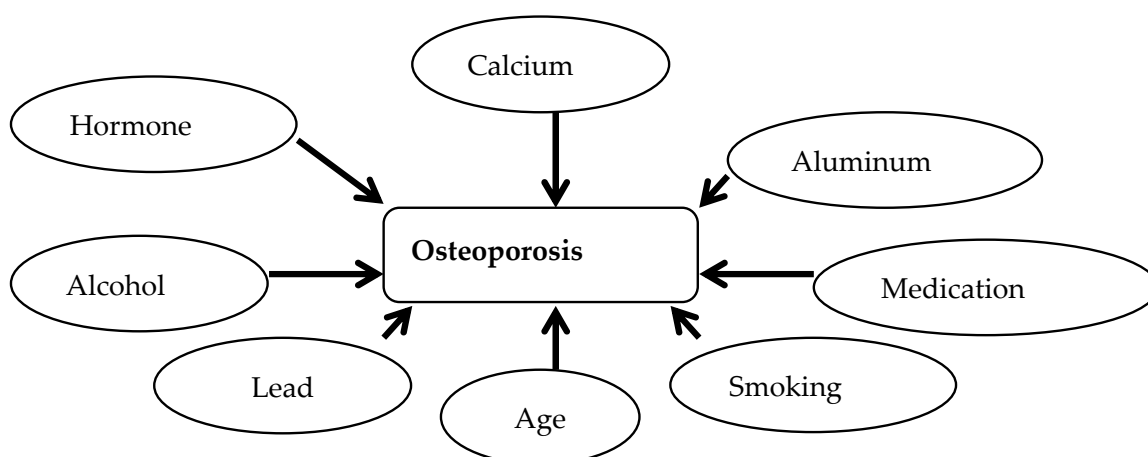 Calcium
Hormone
Aluminum
Osteoporosis
Alcohol
Medication
Lead
Smoking
Age